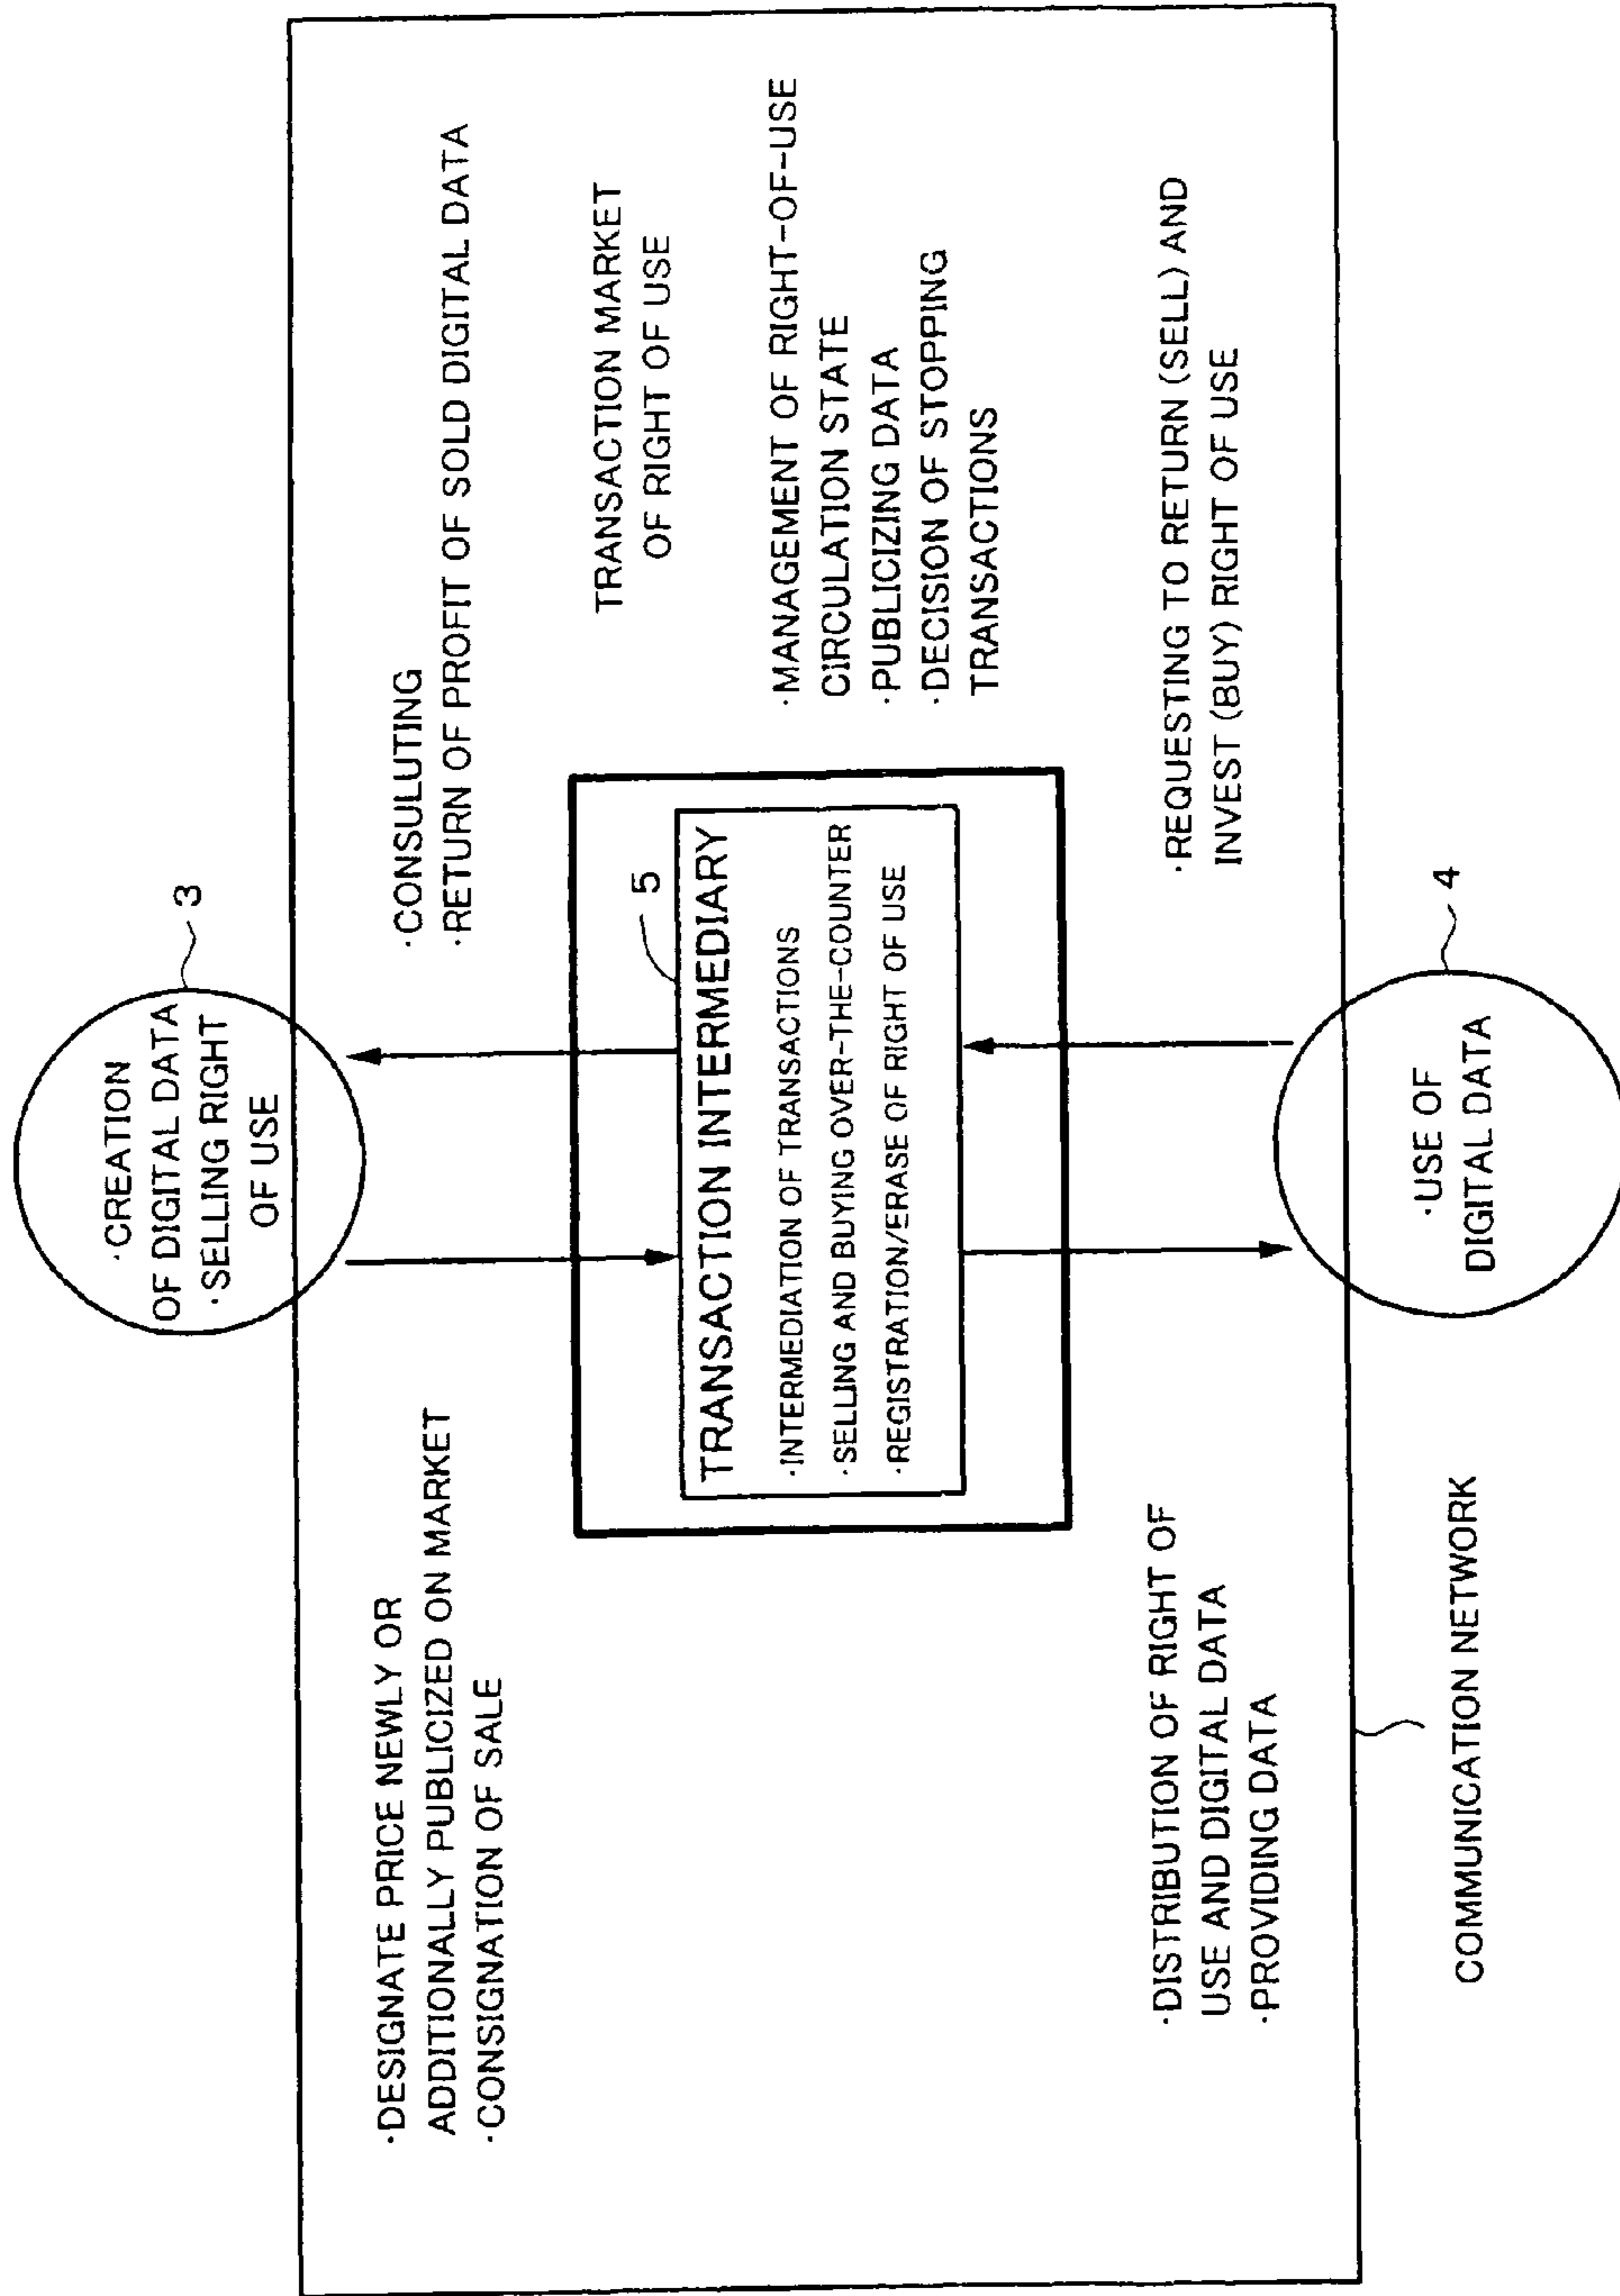 ·CREATION
OF DIGITAL DATA
·SELLING RIGHT
OF USE
3
·DESIGNATE PRICE NEWLY OR
ADDITIONALLY PUBLICIZED ON MARKET
·CONSIGNATION OF SALE
·CONSULUTING
·RETURN OF PROFIT OF SOLD DIGITAL DATA
5
TRANSACTION INTERMEDIARY
·INTERMEDIATION OF TRANSACTIONS
·SELLING AND BUYING OVER-THE-COUNTER
·REGISTRATION/ERASE OF RIGHT OF USE
TRANSACTION MARKET
OF RIGHT OF USE
·MANAGEMENT OF RIGHT-OF-USE
CIRCULATION STATE
·PUBLICIZING DATA
·DECISION OF STOPPING
TRANSACTIONS
·DISTRIBUTION OF RIGHT OF
USE AND DIGITAL DATA
·PROVIDING DATA
·REQUESTING TO RETURN (SELL) AND
INVEST (BUY) RIGHT OF USE
4
·USE OF
DIGITAL DATA
COMMUNICATION NETWORK